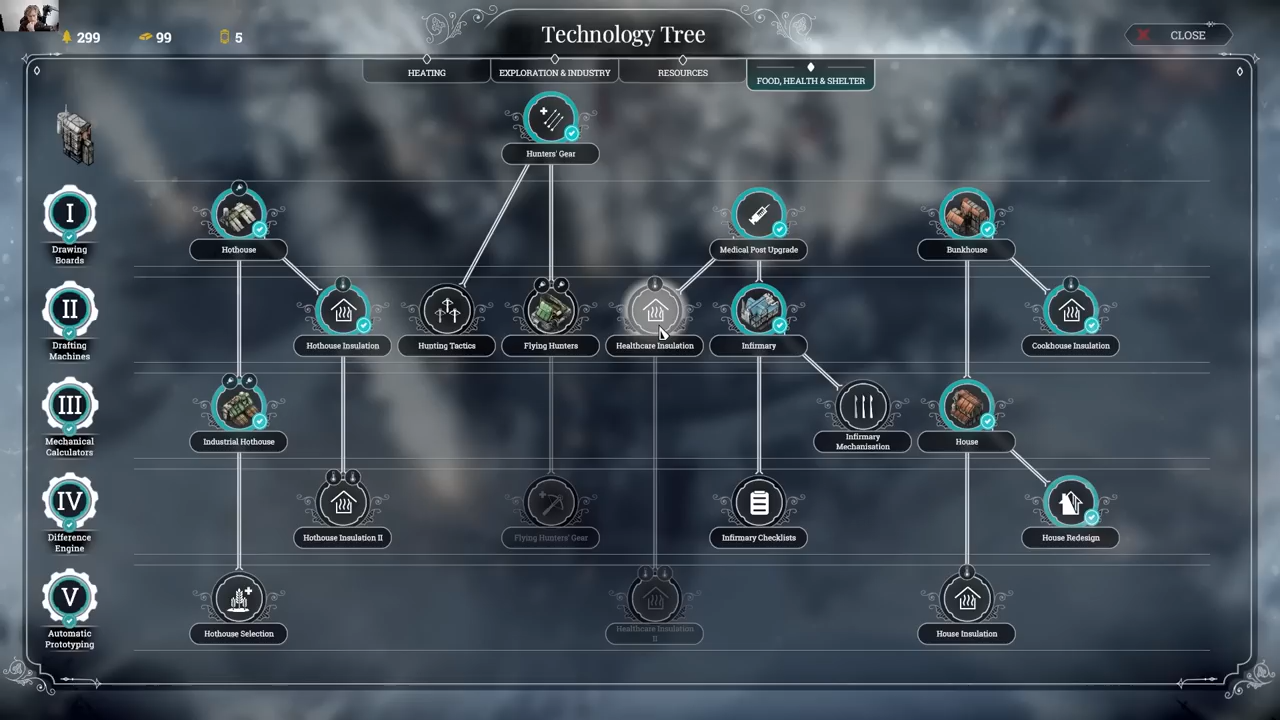 299
99
5
Technology Tree
CLOSE
HEATING
EXPLORATION & INDUSTRY
RESOURCES
FOOD, HEALTH & SHELTER
Hunters' Gear
I
Drawing
Boards
Hothouse
Medical Post Upgrade
Bunkhouse
II
Drafting
Machines
Hothouse Insulation
Hunting Tactics
Flying Hunters
Healthcare Insulation
Infirmary
Cookhouse Insulation
III
Mechanical
Calculators
Industrial Hothouse
Infirmary
Mechanisation
House
IV
Difference
Engine
Hothouse Insulation II
Flying Hunters' Gear
Infirmary Checklists
House Redesign
V
Automatic
Prototyping
Hothouse Selection
Healthcare Insulation
II
House Insulation